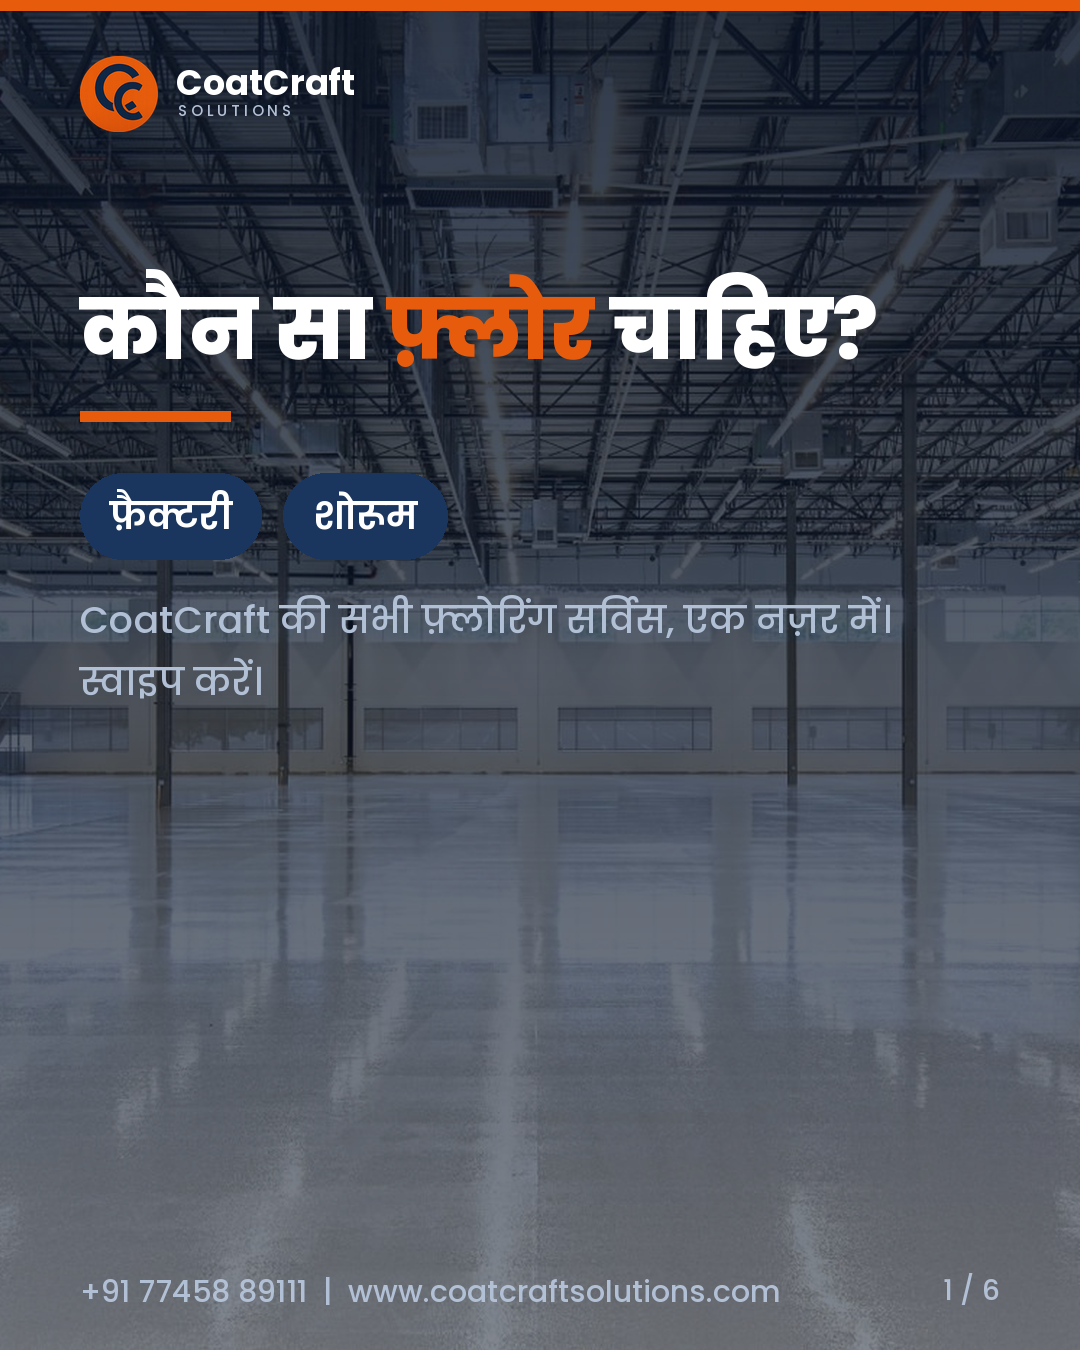 CoatCraft
SOLUTIONS
कौन सा फ़्लोर चाहिए?
फ़ैक्टरी
शोरूम
CoatCraft की सभी फ़्लोरिंग सर्विस, एक नज़र में।
स्वाइप करें।
+91 77458 89111 | www.coatcraftsolutions.com
1 / 6